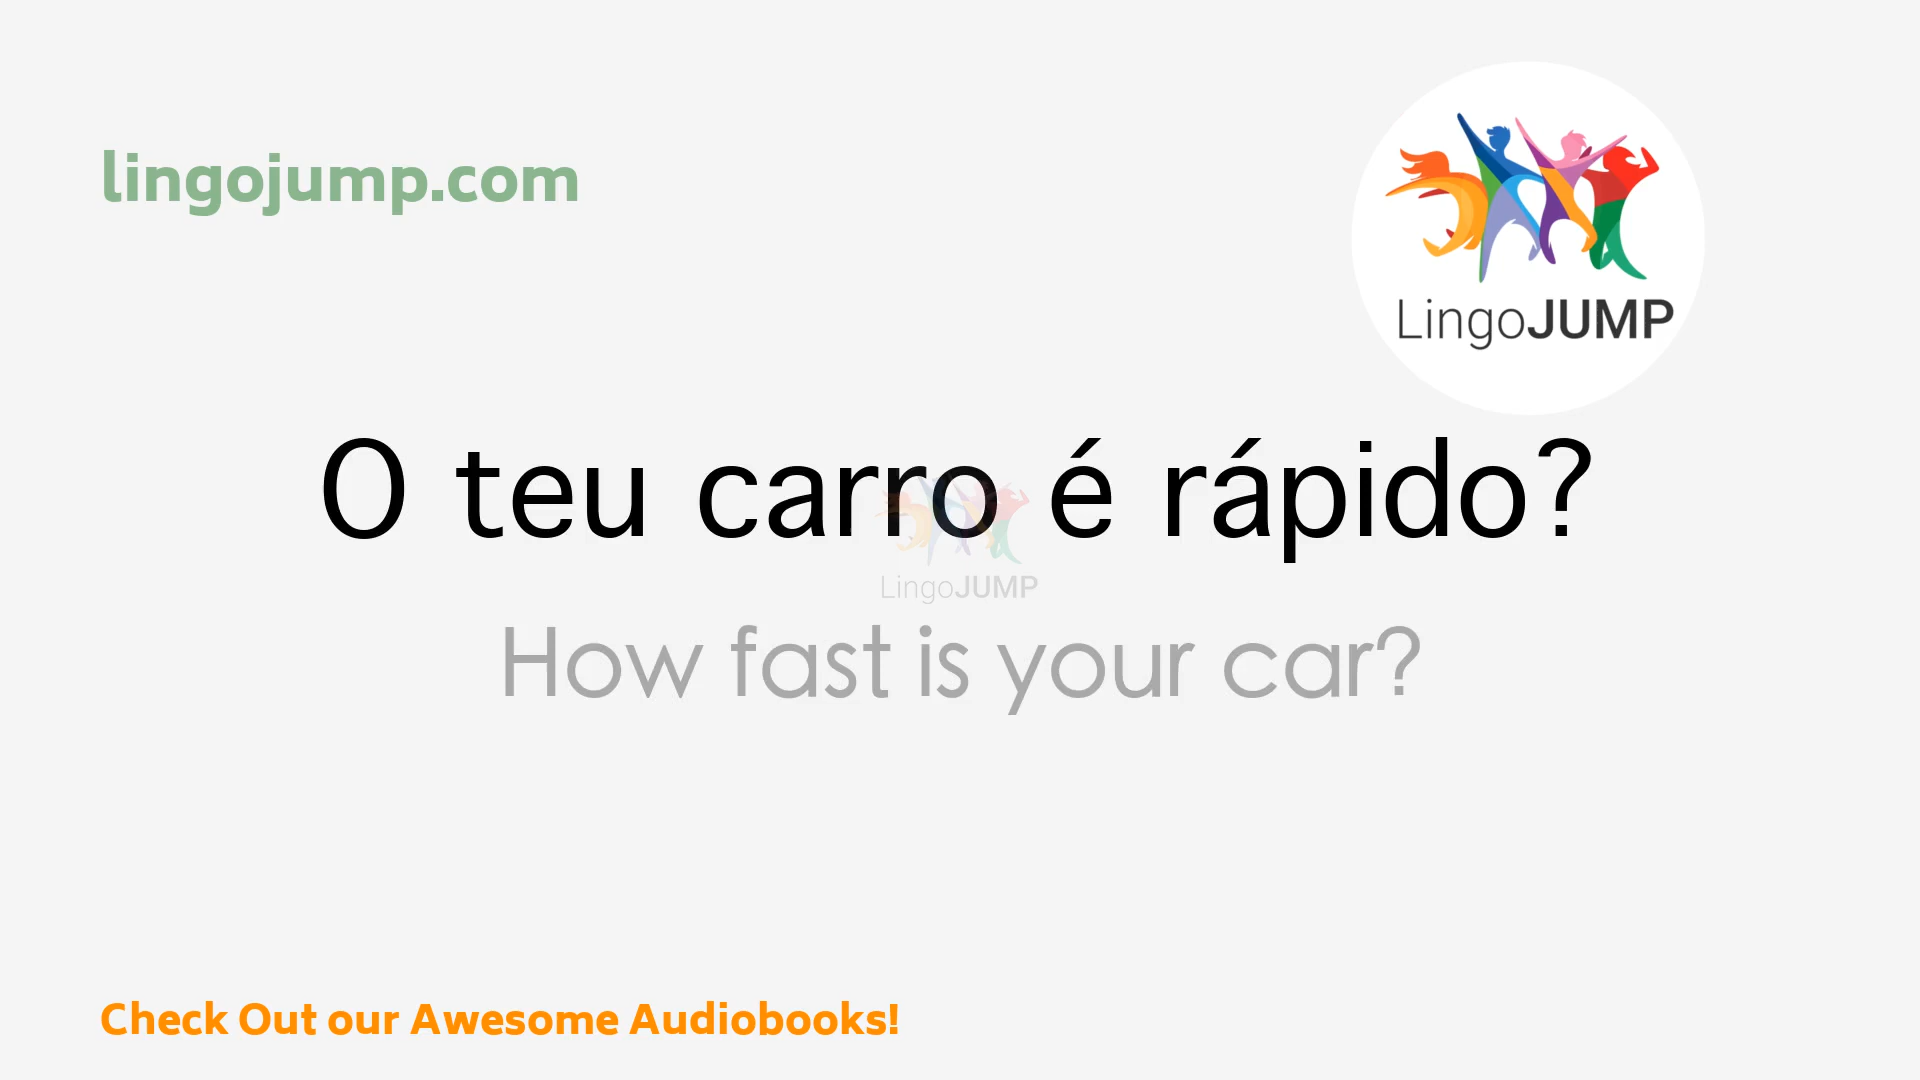 lingojump.com
LingoJUMP
O teu carro é rápido?
LingoJUMP
How fast is your car?
Check Out our Awesome Audiobooks!